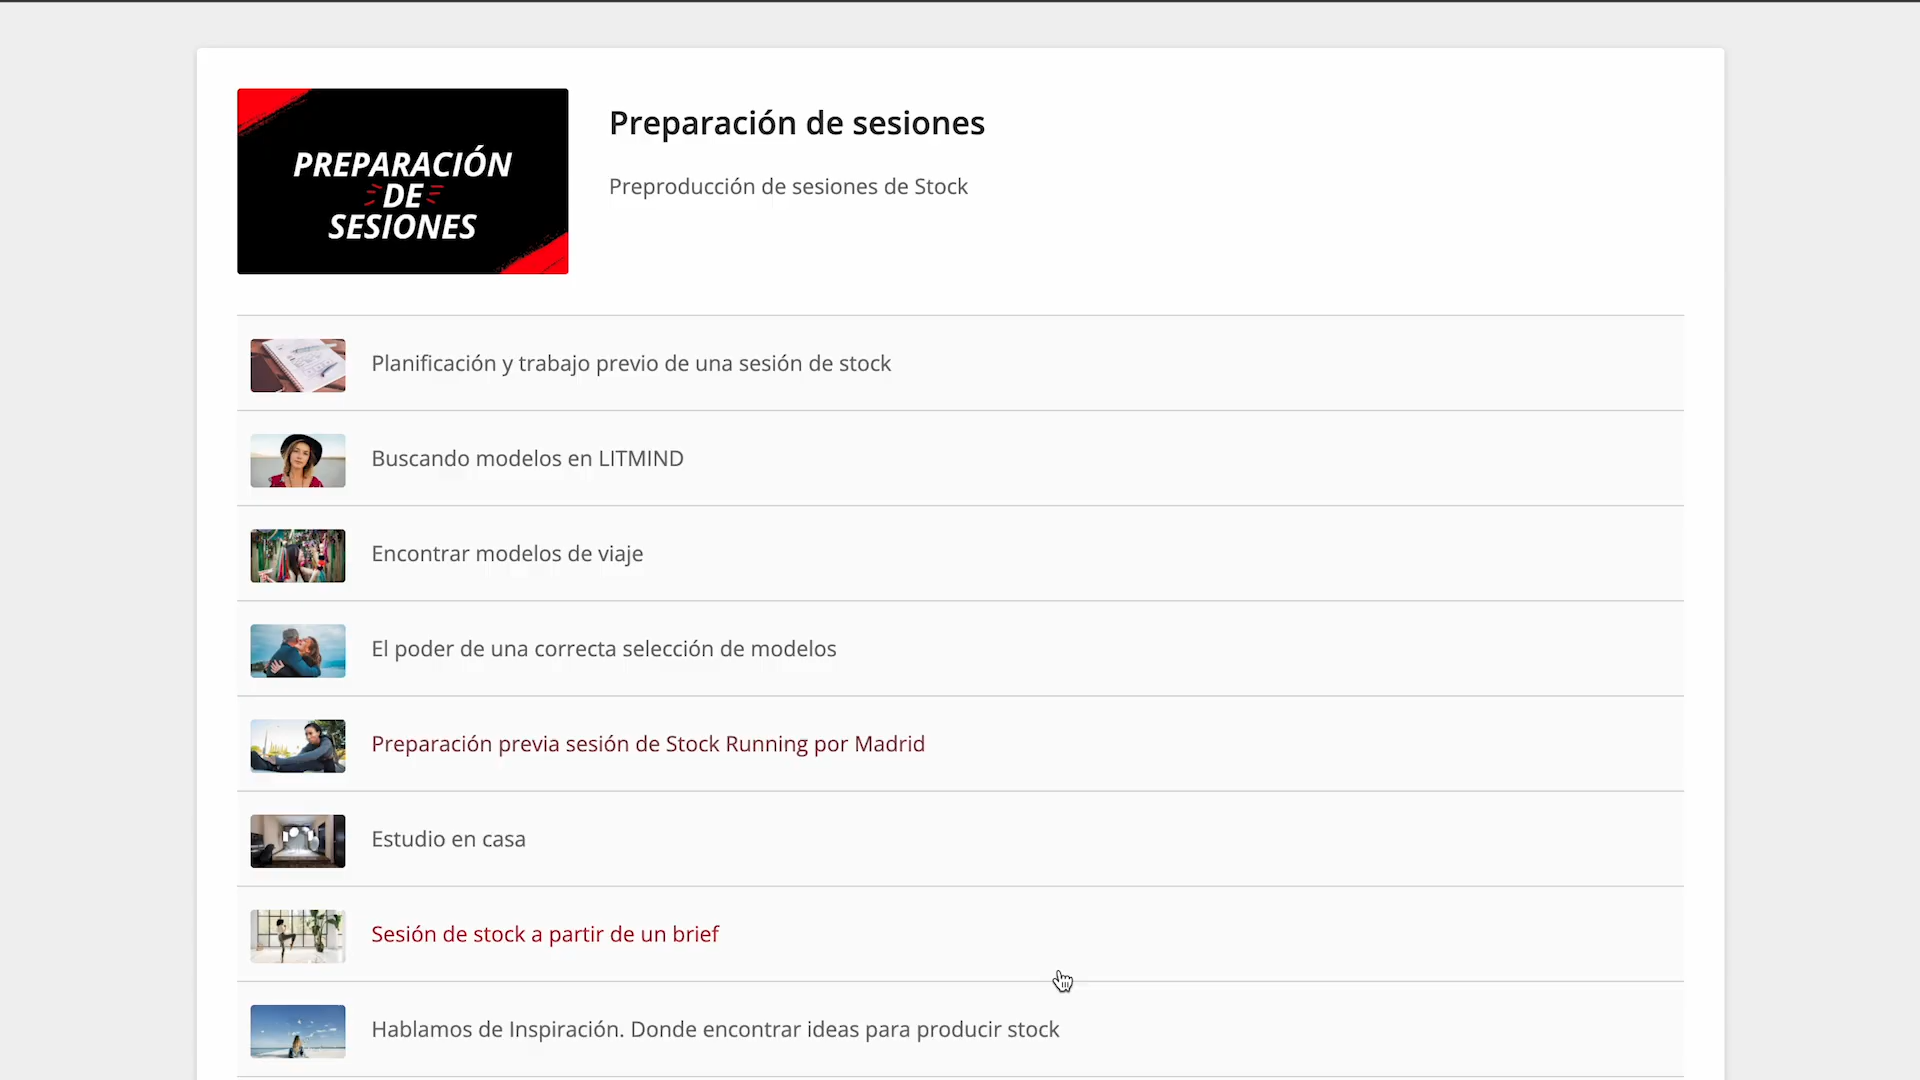 PREPARACIÓN
DE
SESIONES
Preparación de sesiones
Preproducción de sesiones de Stock
Planificación y trabajo previo de una sesión de stock
Buscando modelos en LITMIND
Encontrar modelos de viaje
El poder de una correcta selección de modelos
Preparación previa sesión de Stock Running por Madrid
Estudio en casa
Sesión de stock a partir de un brief
Hablamos de Inspiración. Donde encontrar ideas para producir stock